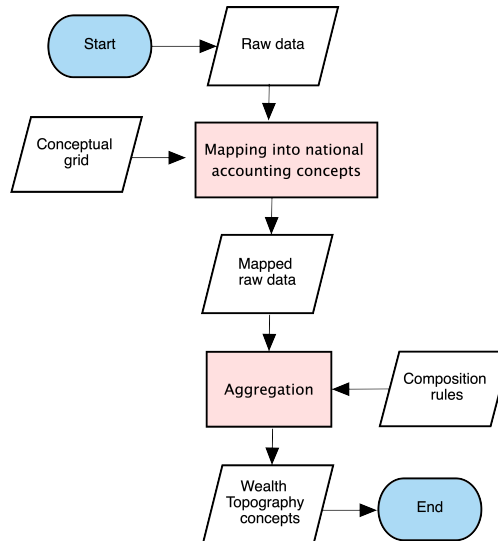 Start
Raw data
Conceptual
grid
Mapping into national
accounting concepts
Mapped
raw data
Aggregation
Composition
rules
Wealth
Topography
concepts
End